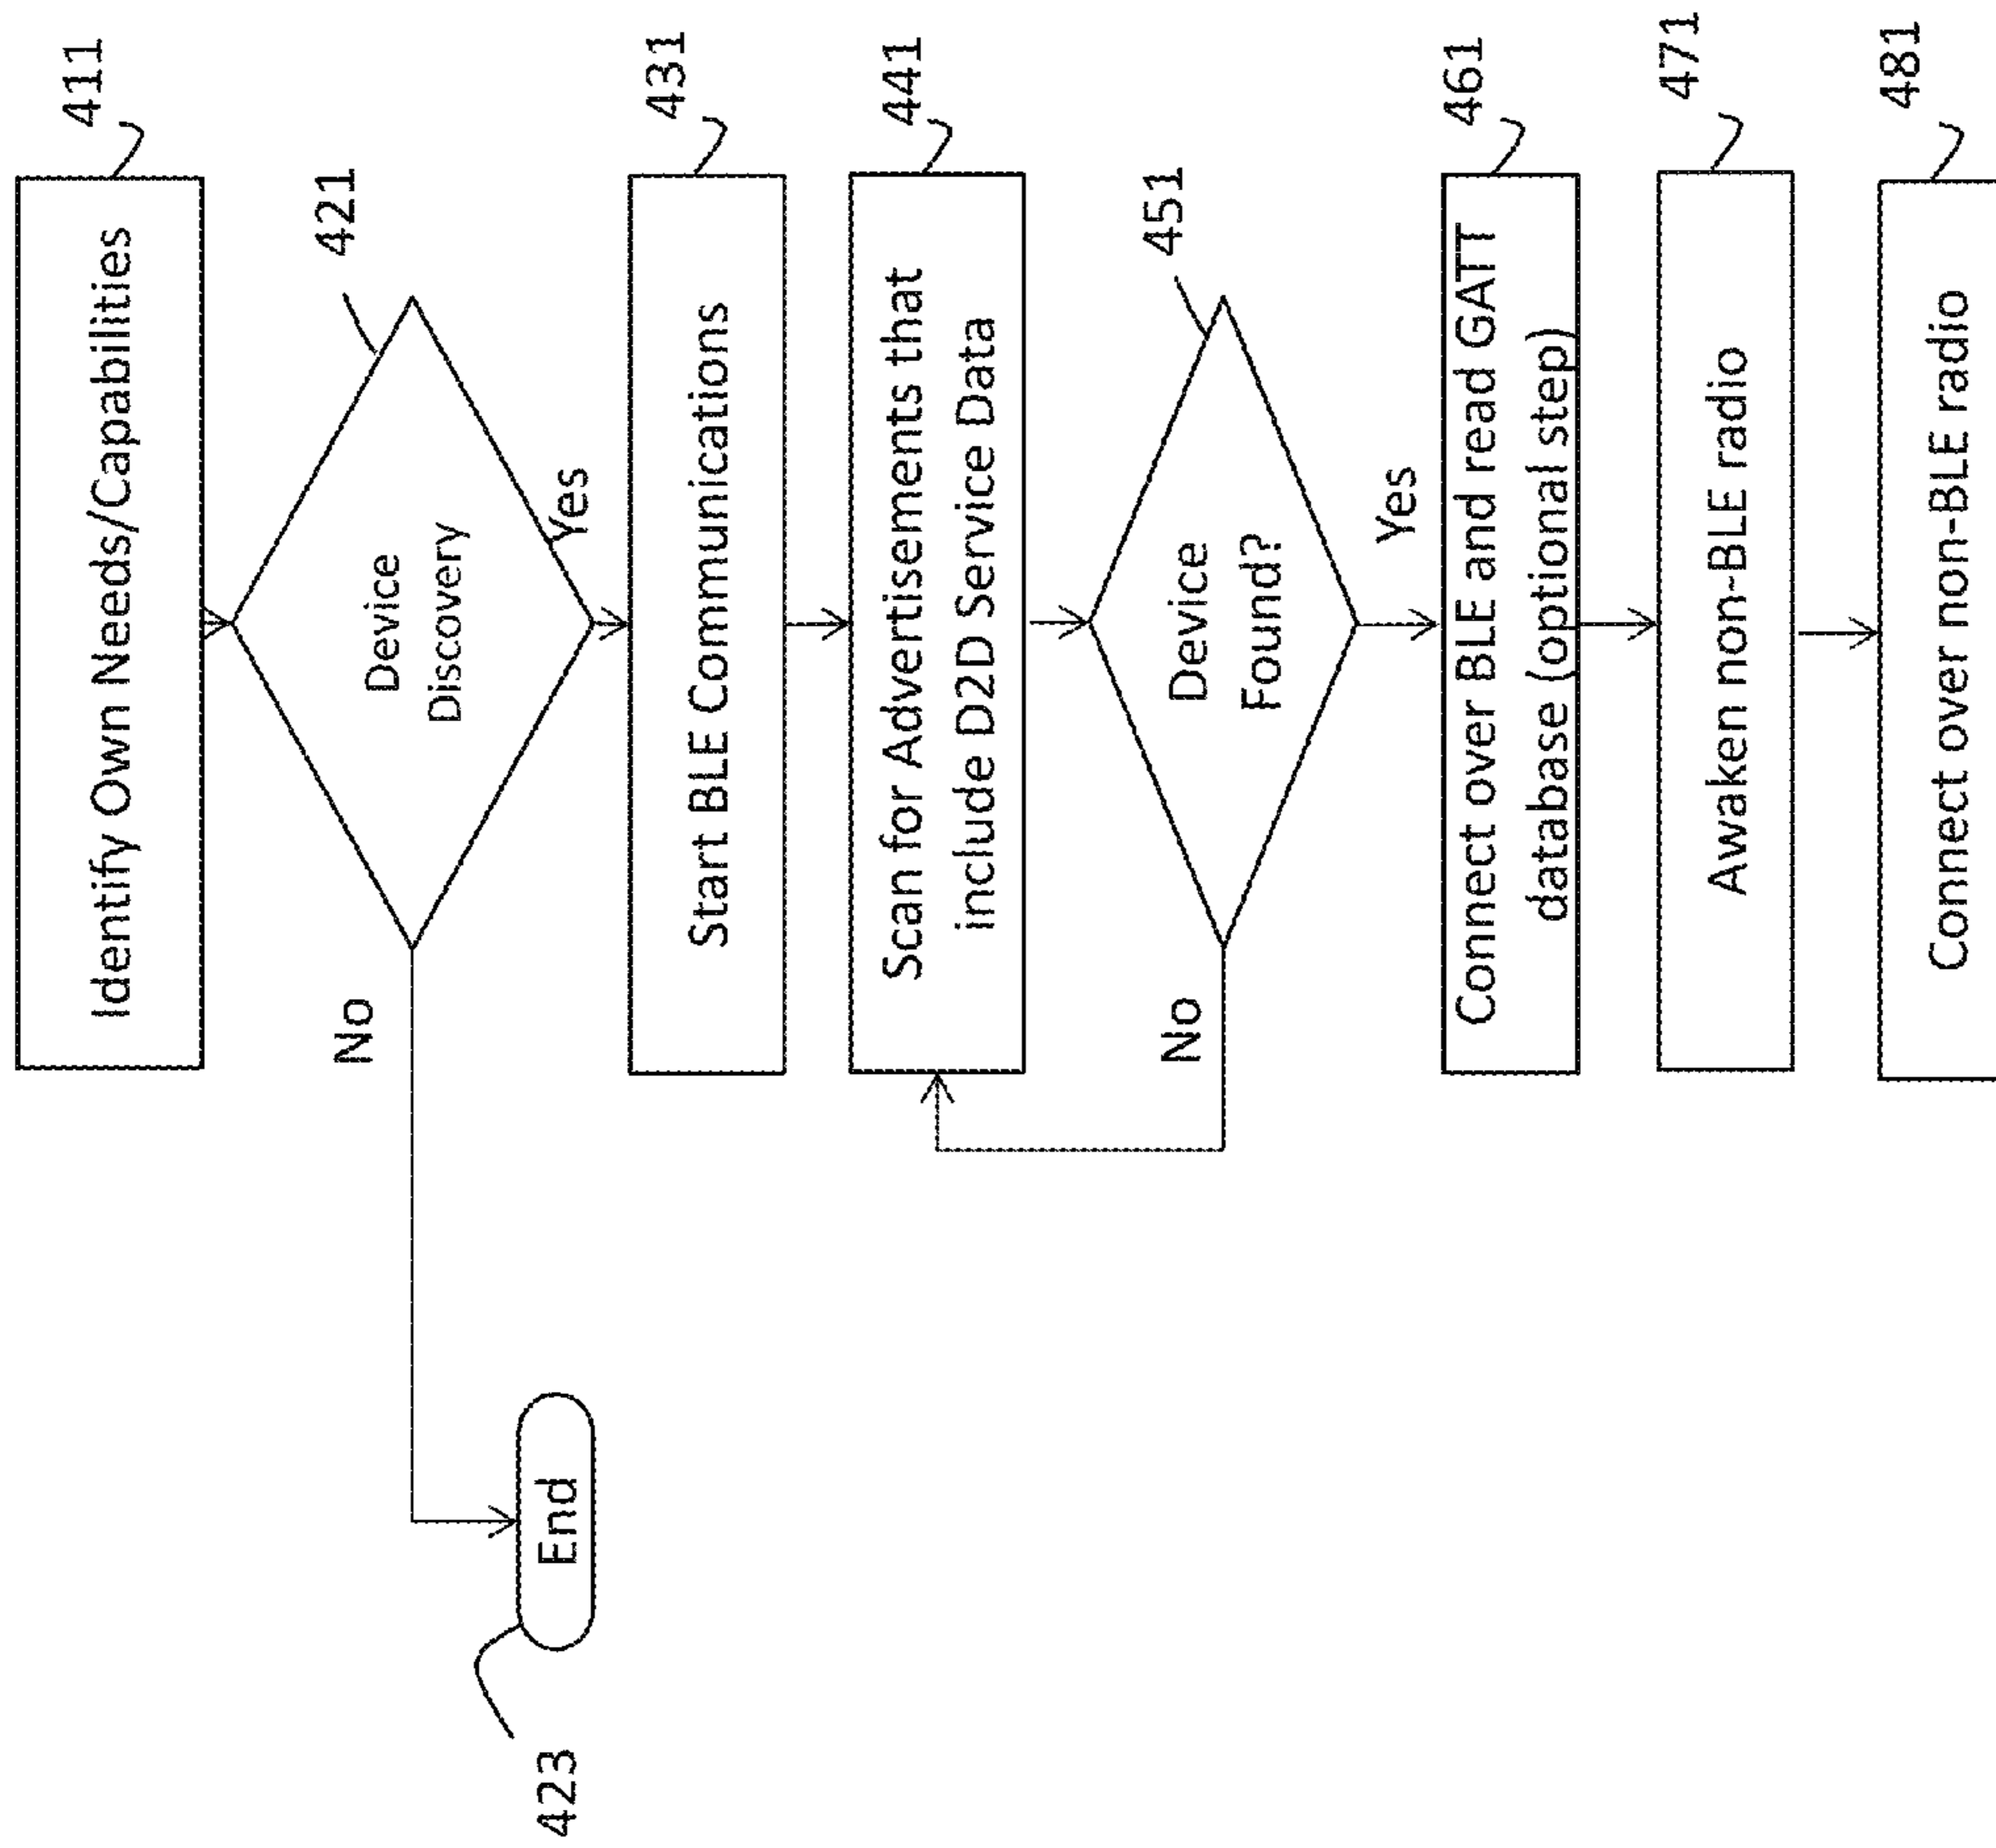 411
Identify Own Needs/Capabilities
421
Device
Discovery
No
Yes
423
End
431
Start BLE Communications
441
Scan for Advertisements that
include D2D Service Data
451
Device
Found?
No
Yes
461
Connect over BLE and read GATT
database (optional step)
471
Awaken non-BLE radio
481
Connect over non-BLE radio